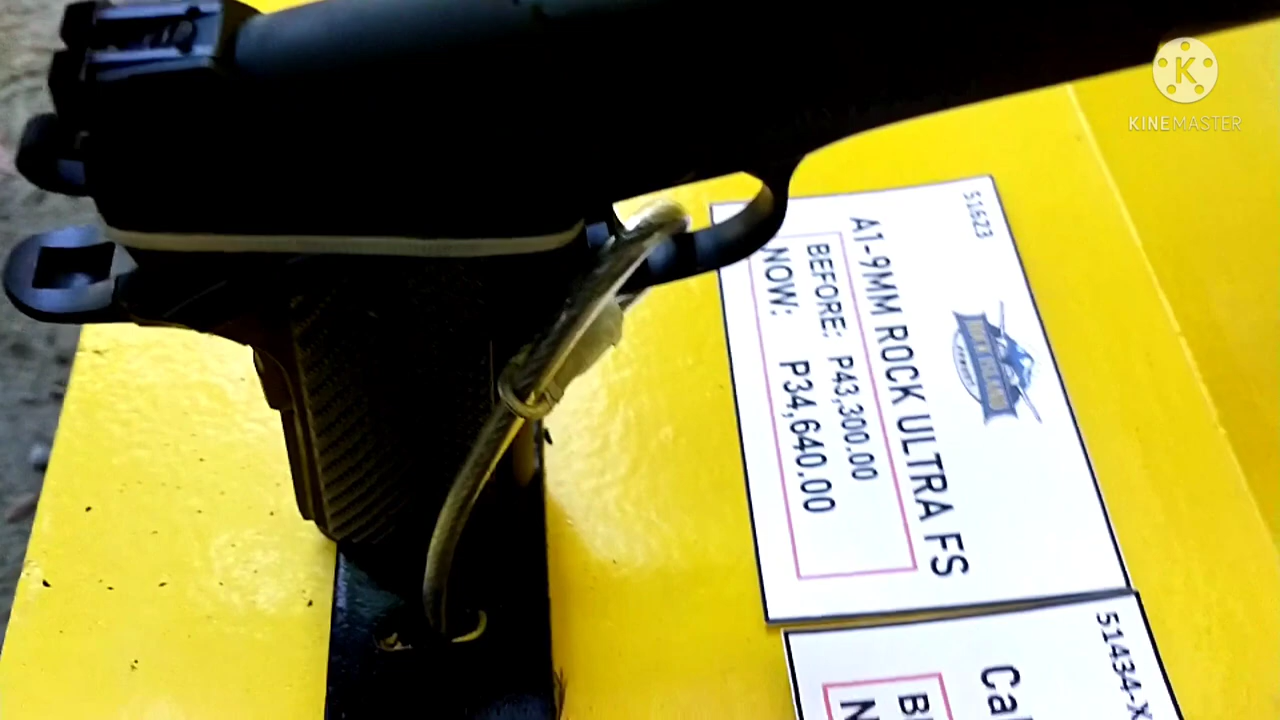 KINEMASTER
51623
A1-9MM ROCK ULTRA FS
BEFORE: P43,300.00
NOW: P34,640.00
51434-X